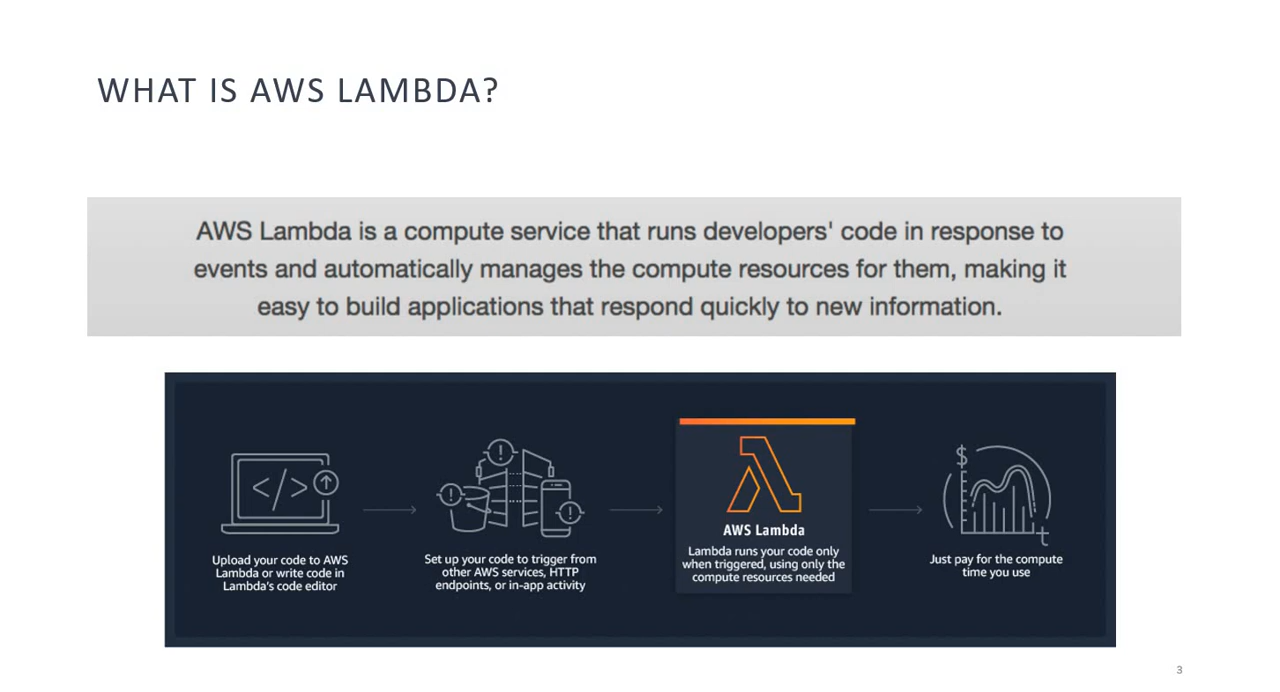 WHAT IS AWS LAMBDA?
AWS Lambda is a compute service that runs developers' code in response to
events and automatically manages the compute resources for them, making it
easy to build applications that respond quickly to new information.
</>
Upload your code to AWS
Lambda or write code in
Lambda's code editor
Set up your code to trigger from
other AWS services, HTTP
endpoints, or in-app activity
AWS Lambda
Lambda runs your code only
when triggered, using only the
compute resources needed
$
t
Just pay for the compute
time you use
3